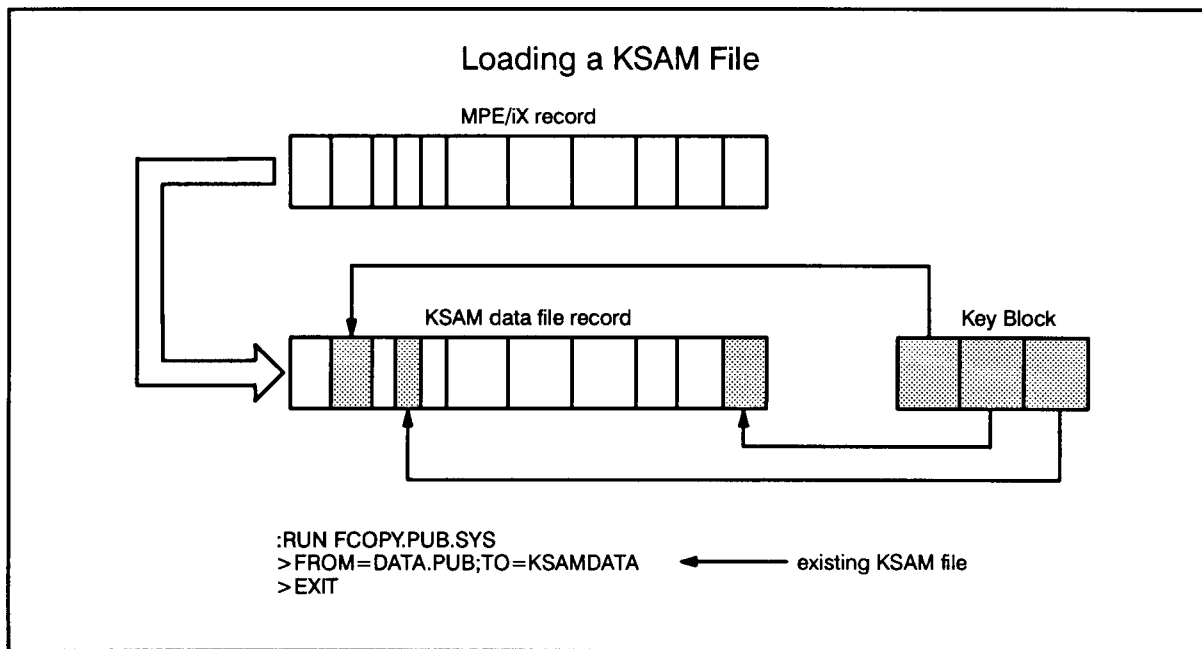 Loading a KSAM File
MPE/iX record
KSAM data file record
Key Block
:RUN FCOPY.PUB.SYS
>FROM=DATA.PUB;TO=KSAMDATA
existing KSAM file
>EXIT